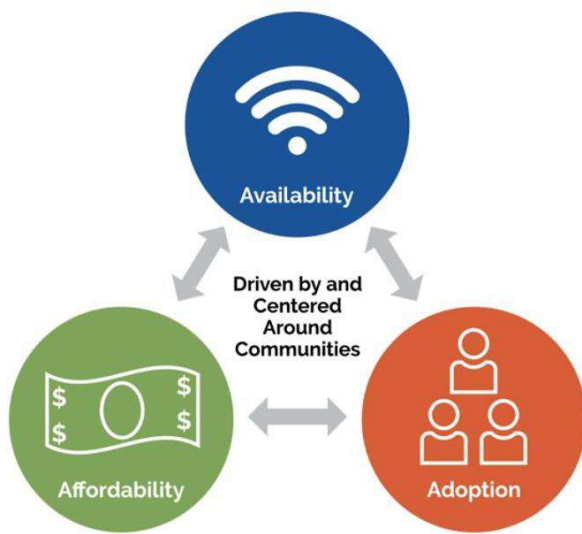 Availability
Driven by and
Centered
Around
Communities
$ $
$ $
Affordability
Adoption